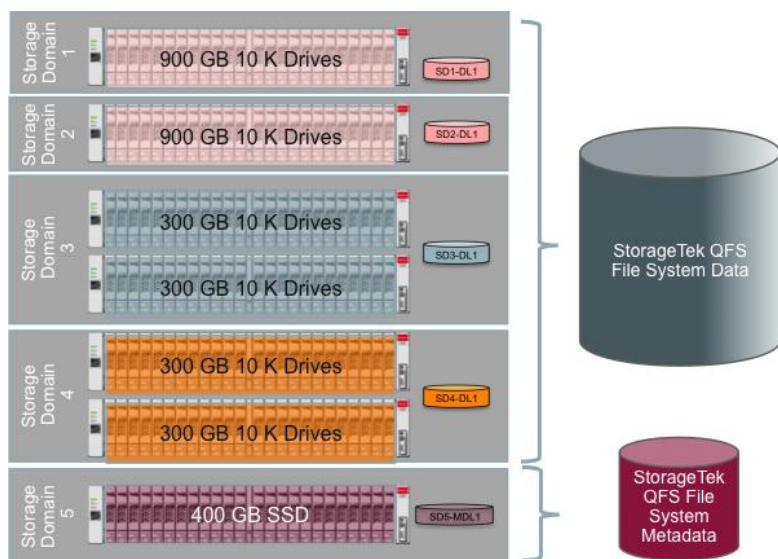 Storage
Domain
1
900 GB 10 K Drives
SD1-DL1
Storage
Domain
2
900 GB 10 K Drives
SD2-DL1
Storage
Domain
3
300 GB 10 K Drives
300 GB 10 K Drives
SD3-DL1
Storage
Domain
4
300 GB 10 K Drives
300 GB 10 K Drives
SD4-DL1
Storage
Domain
5
400 GB SSD
SD5-MDL1
StorageTek QFS
File System Data
StorageTek
QFS File
System
Metadata